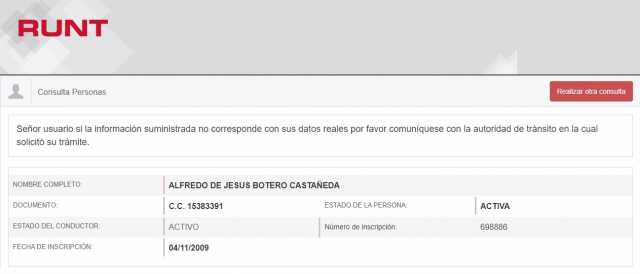 RUNT
Consulta Personas
Realizar otra consulta
Señor usuario si la información suministrada no corresponde con sus datos reales por favor comuníquese con la autoridad de tránsito en la cual
solicitó su trámite.
NOMBRE COMPLETO: ALFREDO DE JESUS BOTERO CASTAÑEDA
DOCUMENTO: C.C. 15383391 ESTADO DE LA PERSONA: ACTIVA
ESTADO DEL CONDUCTOR: ACTIVO Número de inscripción: 698886
FECHA DE INSCRIPCIÓN: 04/11/2009